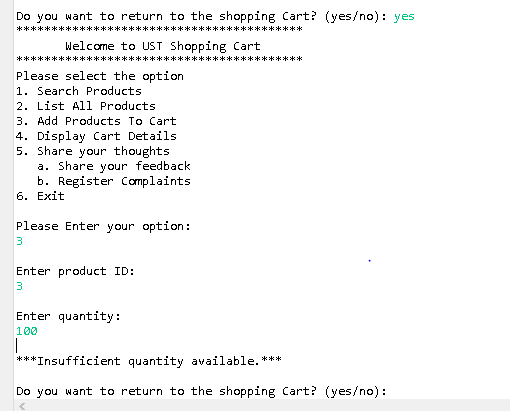 Do you want to return to the shopping Cart? (yes/no): yes
***************************************
Welcome to UST Shopping Cart
***************************************
Please select the option
1. Search Products
2. List All Products
3. Add Products To Cart
4. Display Cart Details
5. Share your thoughts
a. Share your feedback
b. Register Complaints
6. Exit
Please Enter your option:
3
Enter product ID:
3
Enter quantity:
100
***Insufficient quantity available.***
Do you want to return to the shopping Cart? (yes/no):